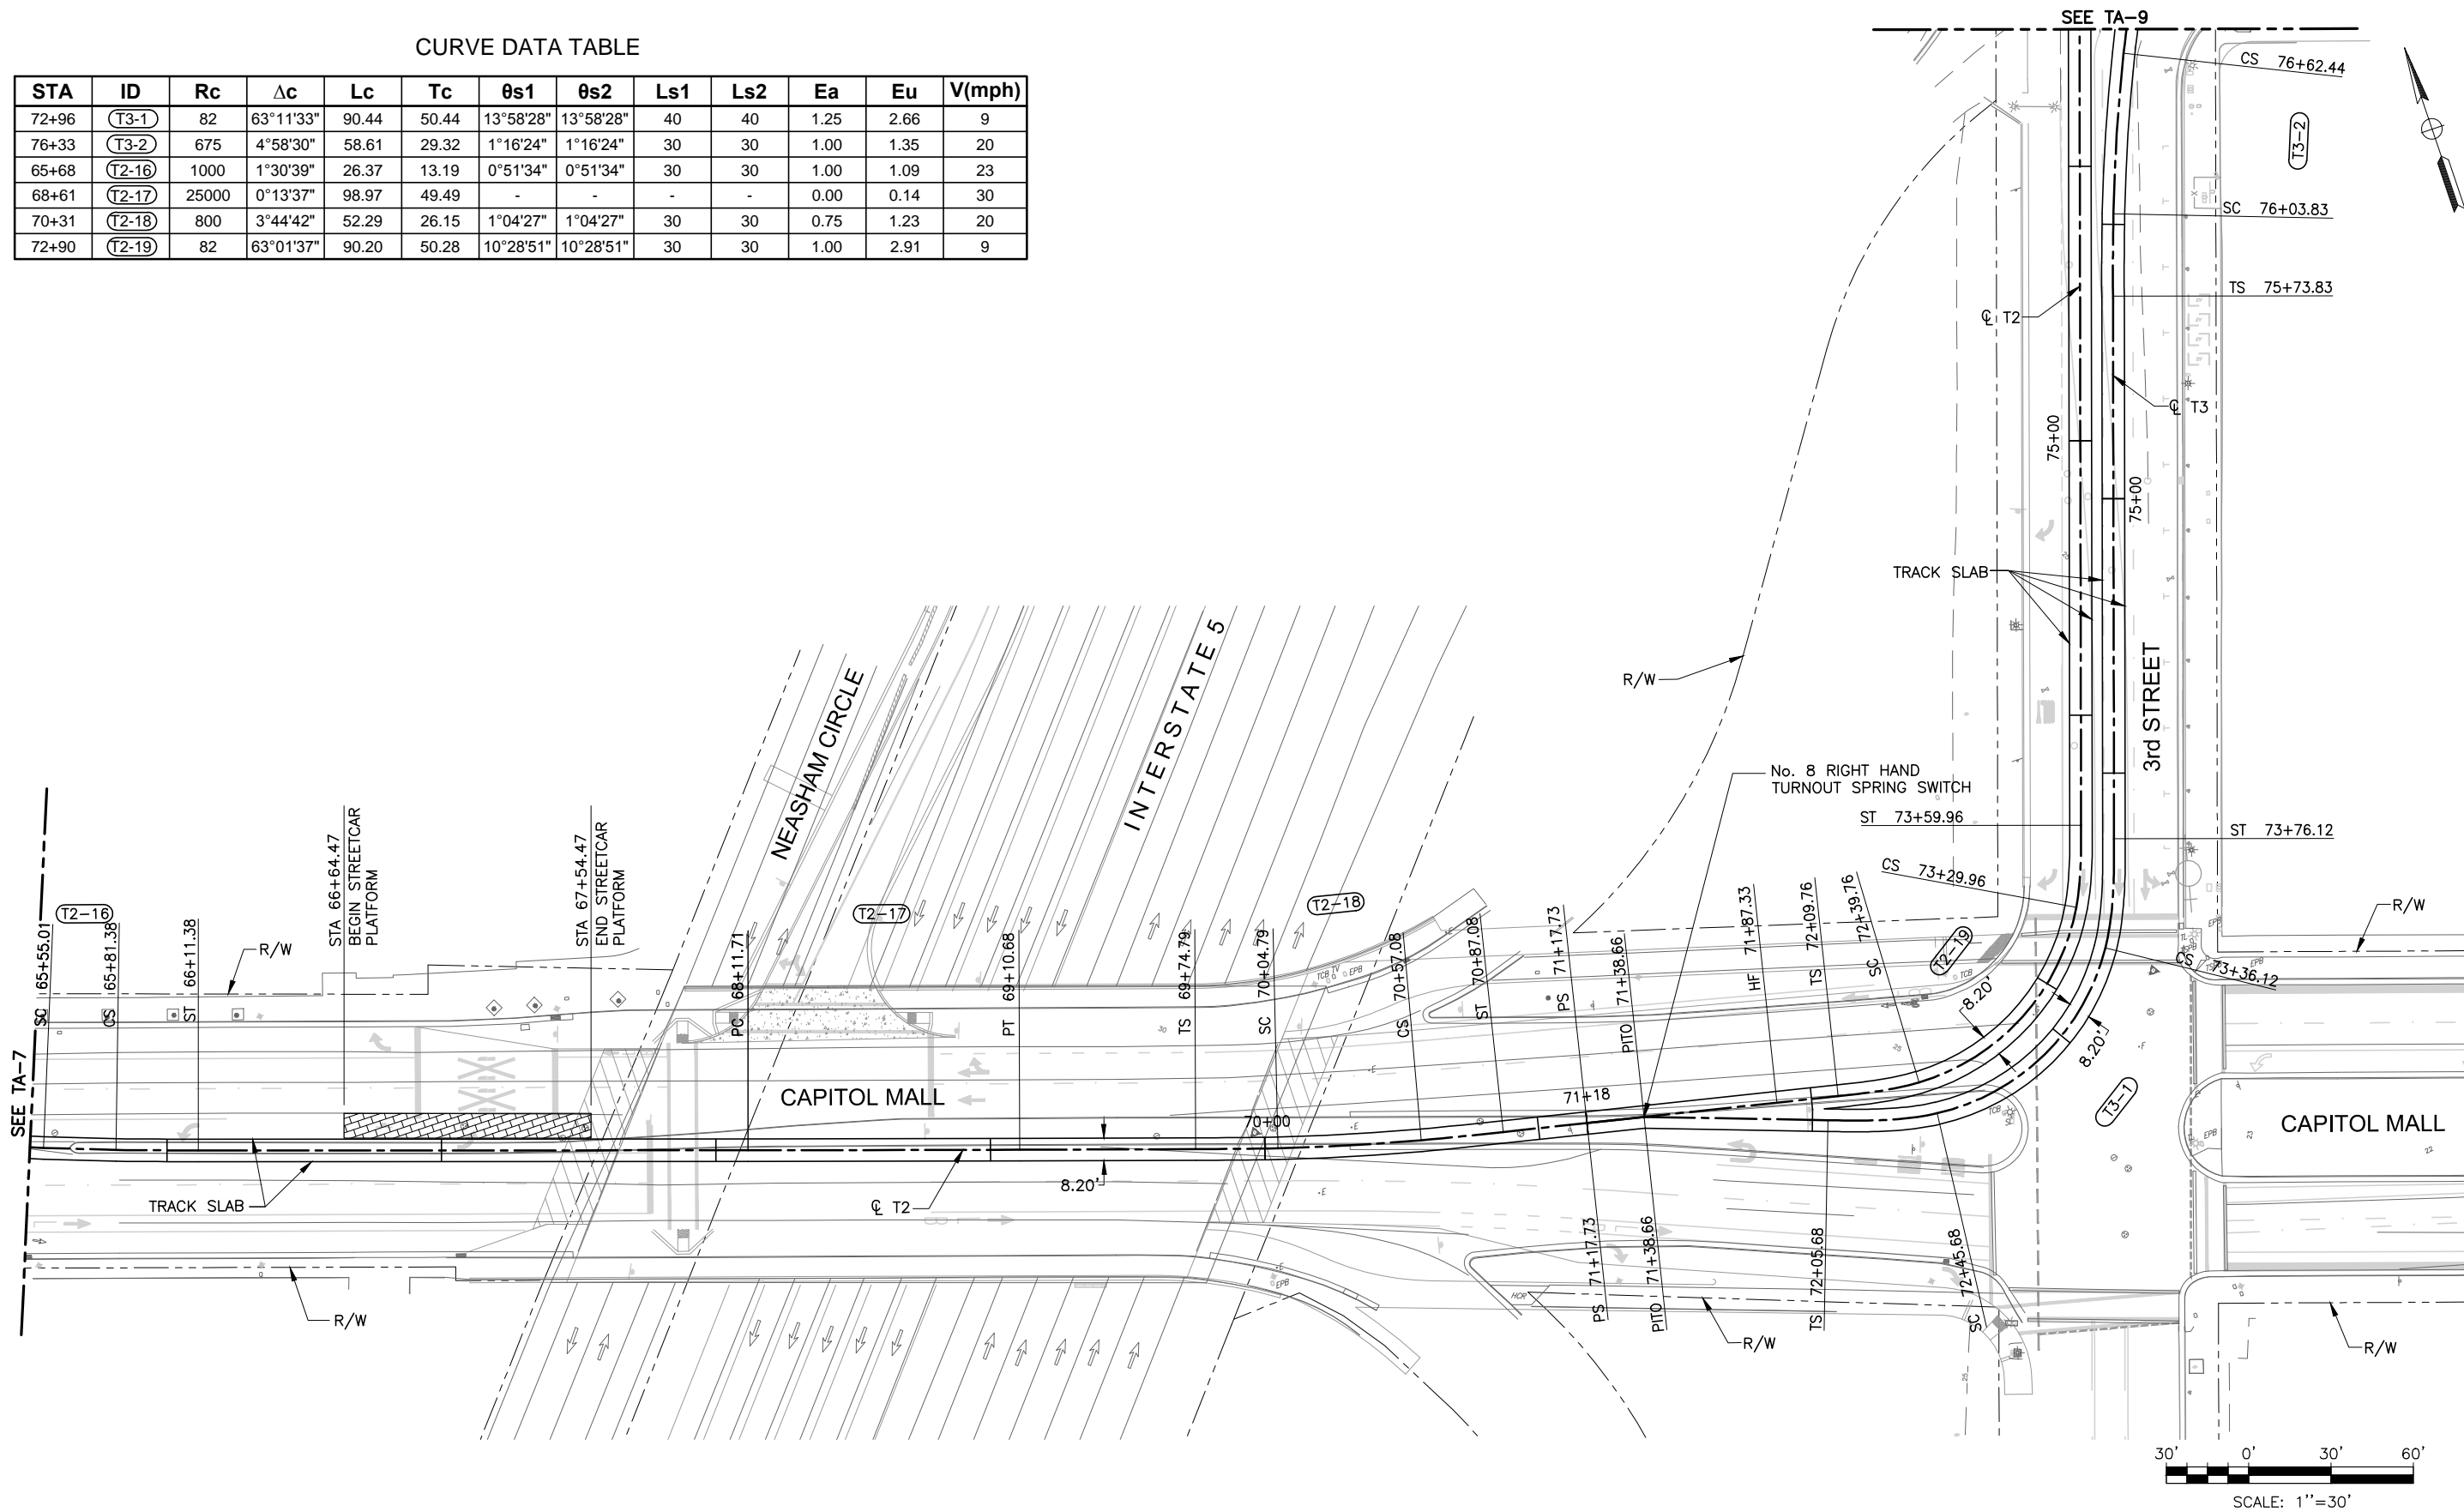 SEE TA-9
CURVE DATA TABLE
STA ID Rc Δc Lc Tc θs1 θs2 Ls1 Ls2 Ea Eu V(mph)
72+96 T3-1 82 63°11'33" 90.44 50.44 13°58'28" 13°58'28" 40 40 1.25 2.66 9
76+33 T3-2 675 4°58'30" 58.61 29.32 1°16'24" 1°16'24" 30 30 1.00 1.35 20
65+68 T2-16 1000 1°30'39" 26.37 13.19 0°51'34" 0°51'34" 30 30 1.00 1.09 23
68+61 T2-17 25000 0°13'37" 98.97 49.49 - - - - 0.00 0.14 30
70+31 T2-18 800 3°44'42" 52.29 26.15 1°04'27" 1°04'27" 30 30 0.75 1.23 20
72+90 T2-19 82 63°01'37" 90.20 50.28 10°28'51" 10°28'51" 30 30 1.00 2.91 9
CS 76+62.44
T3-2
SC 76+03.83
TS 75+73.83
℄ T2
℄ T3
75+00
75+00
TRACK SLAB
3rd STREET
R/W
No. 8 RIGHT HAND
TURNOUT SPRING SWITCH
ST 73+59.96
ST 73+76.12
CS 73+29.96
CS 73+36.12
R/W
NEASHAM CIRCLE
INTERSTATE 5
SEE TA-7
T2-16
SC 65+55.01
CS 65+81.38
ST 66+11.38
R/W
STA 66+64.47
BEGIN STREETCAR
PLATFORM
STA 67+54.47
END STREETCAR
PLATFORM
PC 68+11.71
T2-17
PT 69+10.68
TS 69+74.79
SC 70+04.79
T2-18
CS 70+57.08
ST 70+87.08
PS 71+17.73
PITO 71+38.66
HF 71+87.33
TS 72+09.76
SC 72+39.76
T2-19
8.20'
8.20'
T3-1
TCB TV
EPB
E
TCB
TCB
EPB
EPB
EPB
F
E
E
E
E
30
25
CAPITOL MALL
70+00
71+18
CAPITOL MALL
23
22
TRACK SLAB
℄ T2
8.20'
R/W
PS 71+17.73
PITO 71+38.66
TS 72+05.68
SC 72+45.68
EPB
HOR
25
R/W
R/W
30' 0' 30' 60'
SCALE: 1''=30'